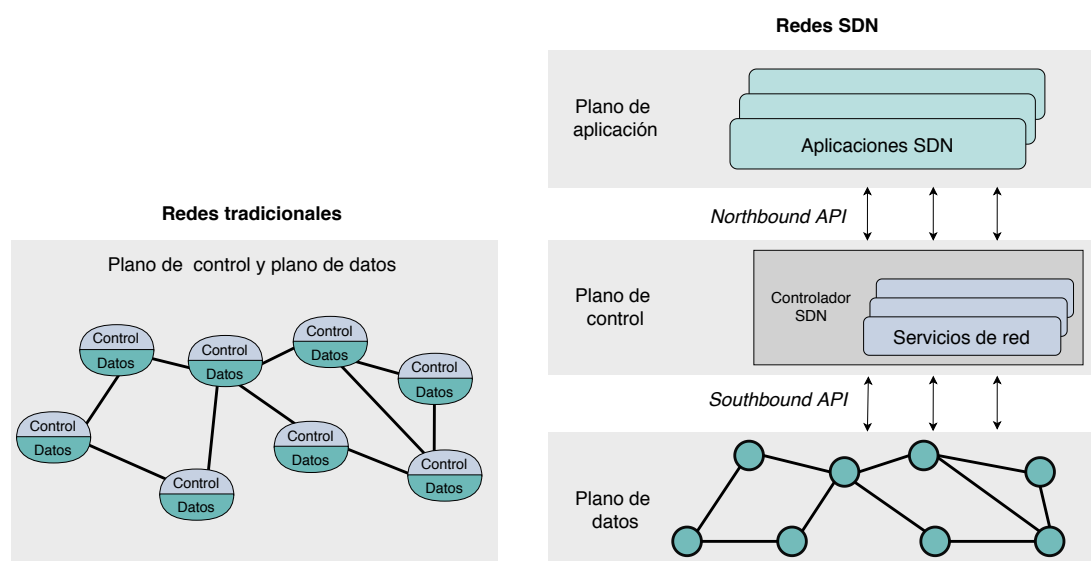 Redes tradicionales
Plano de control y plano de datos
Control
Datos
Control
Datos
Control
Datos
Control
Datos
Control
Datos
Control
Datos
Control
Datos
Control
Datos
Redes SDN
Plano de
aplicación
Aplicaciones SDN
Northbound API
Plano de
control
Controlador
SDN
Servicios de red
Southbound API
Plano de
datos